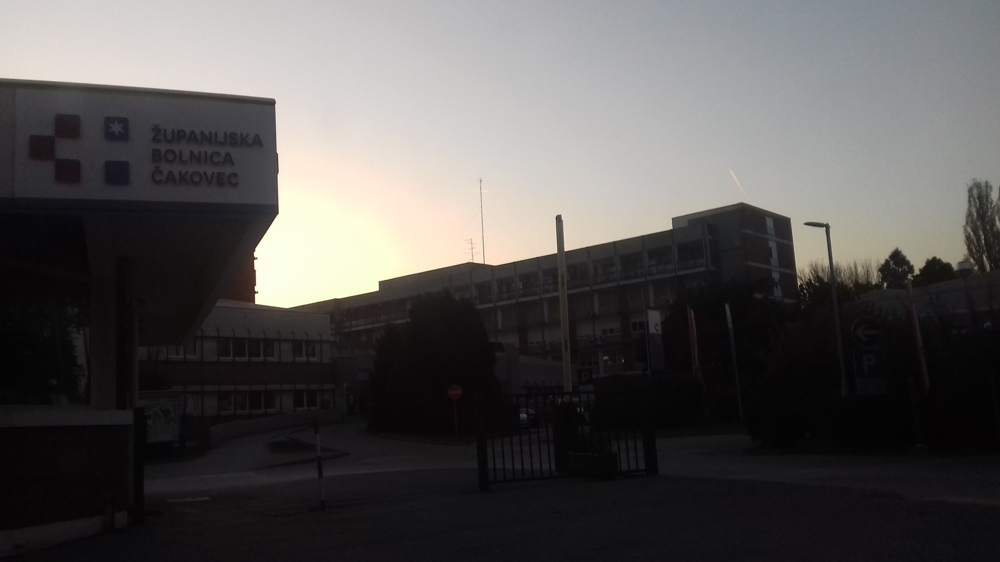 ŽUPANIJSKA
BOLNICA
ČAKOVEC
P
P